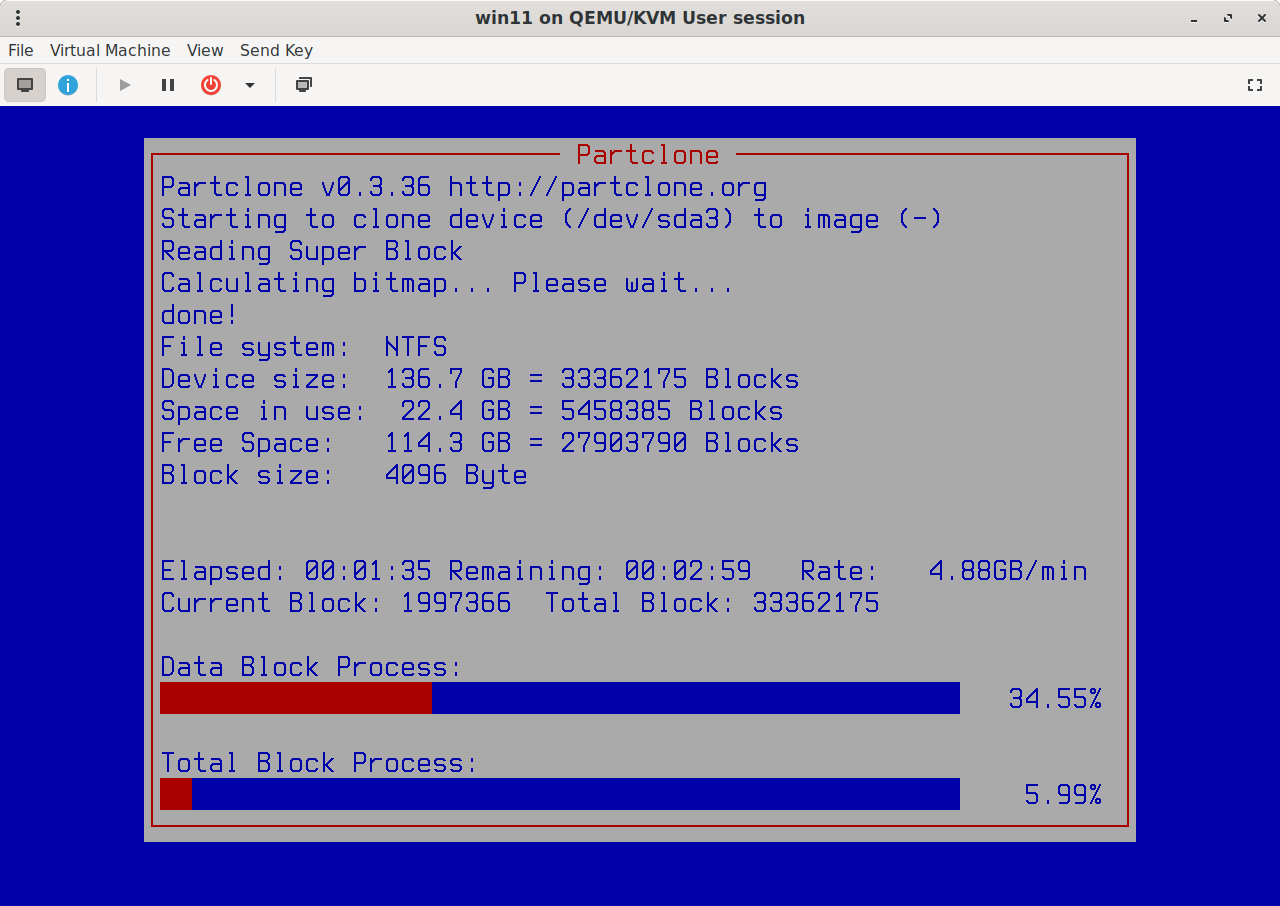 win11 on QEMU/KVM User session
File Virtual Machine View Send Key
Partclone
Partclone v0.3.36 http://partclone.org
Starting to clone device (/dev/sda3) to image (-)
Reading Super Block
Calculating bitmap... Please wait...
done!
File system:  NTFS
Device size:  136.7 GB = 33362175 Blocks
Space in use:  22.4 GB = 5458385 Blocks
Free Space:   114.3 GB = 27903790 Blocks
Block size:   4096 Byte
Elapsed: 00:01:35 Remaining: 00:02:59   Rate:   4.88GB/min
Current Block: 1997366  Total Block: 33362175
Data Block Process:
34.55%
Total Block Process:
5.99%